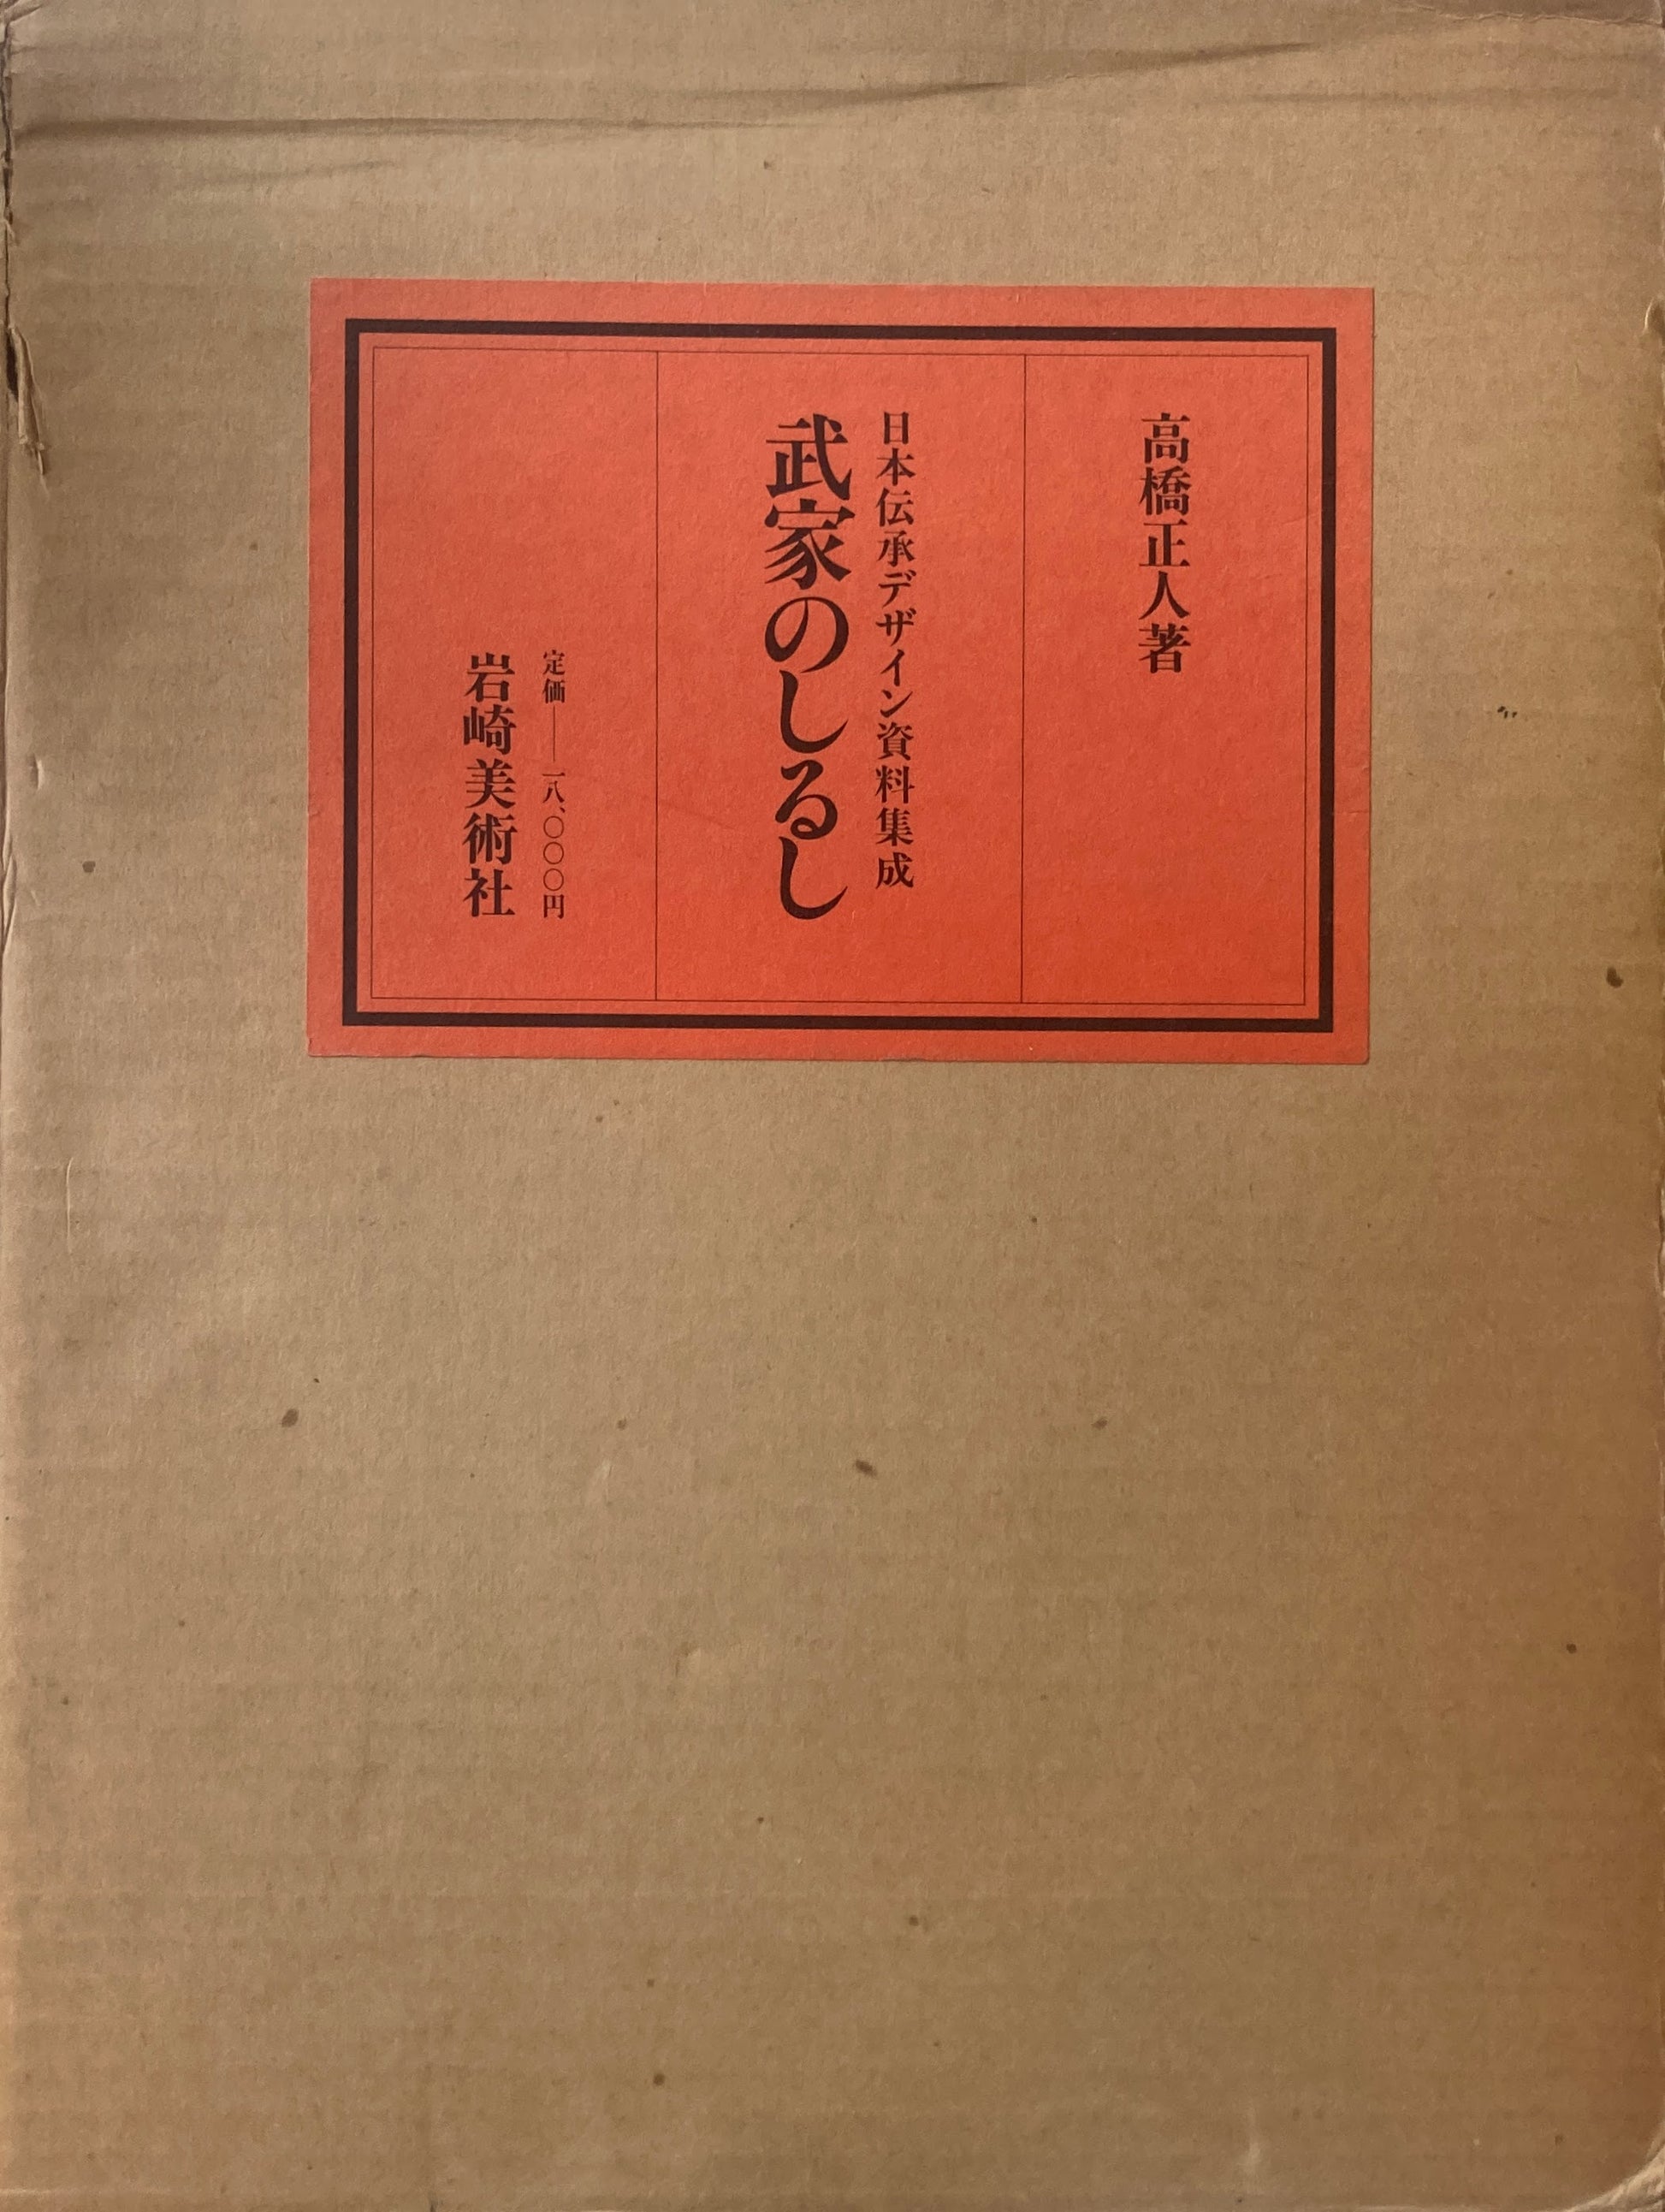 高橋正人著
日本伝承デザイン資料集成
武家のしるし
定価――一八、〇〇〇円
岩崎美術社